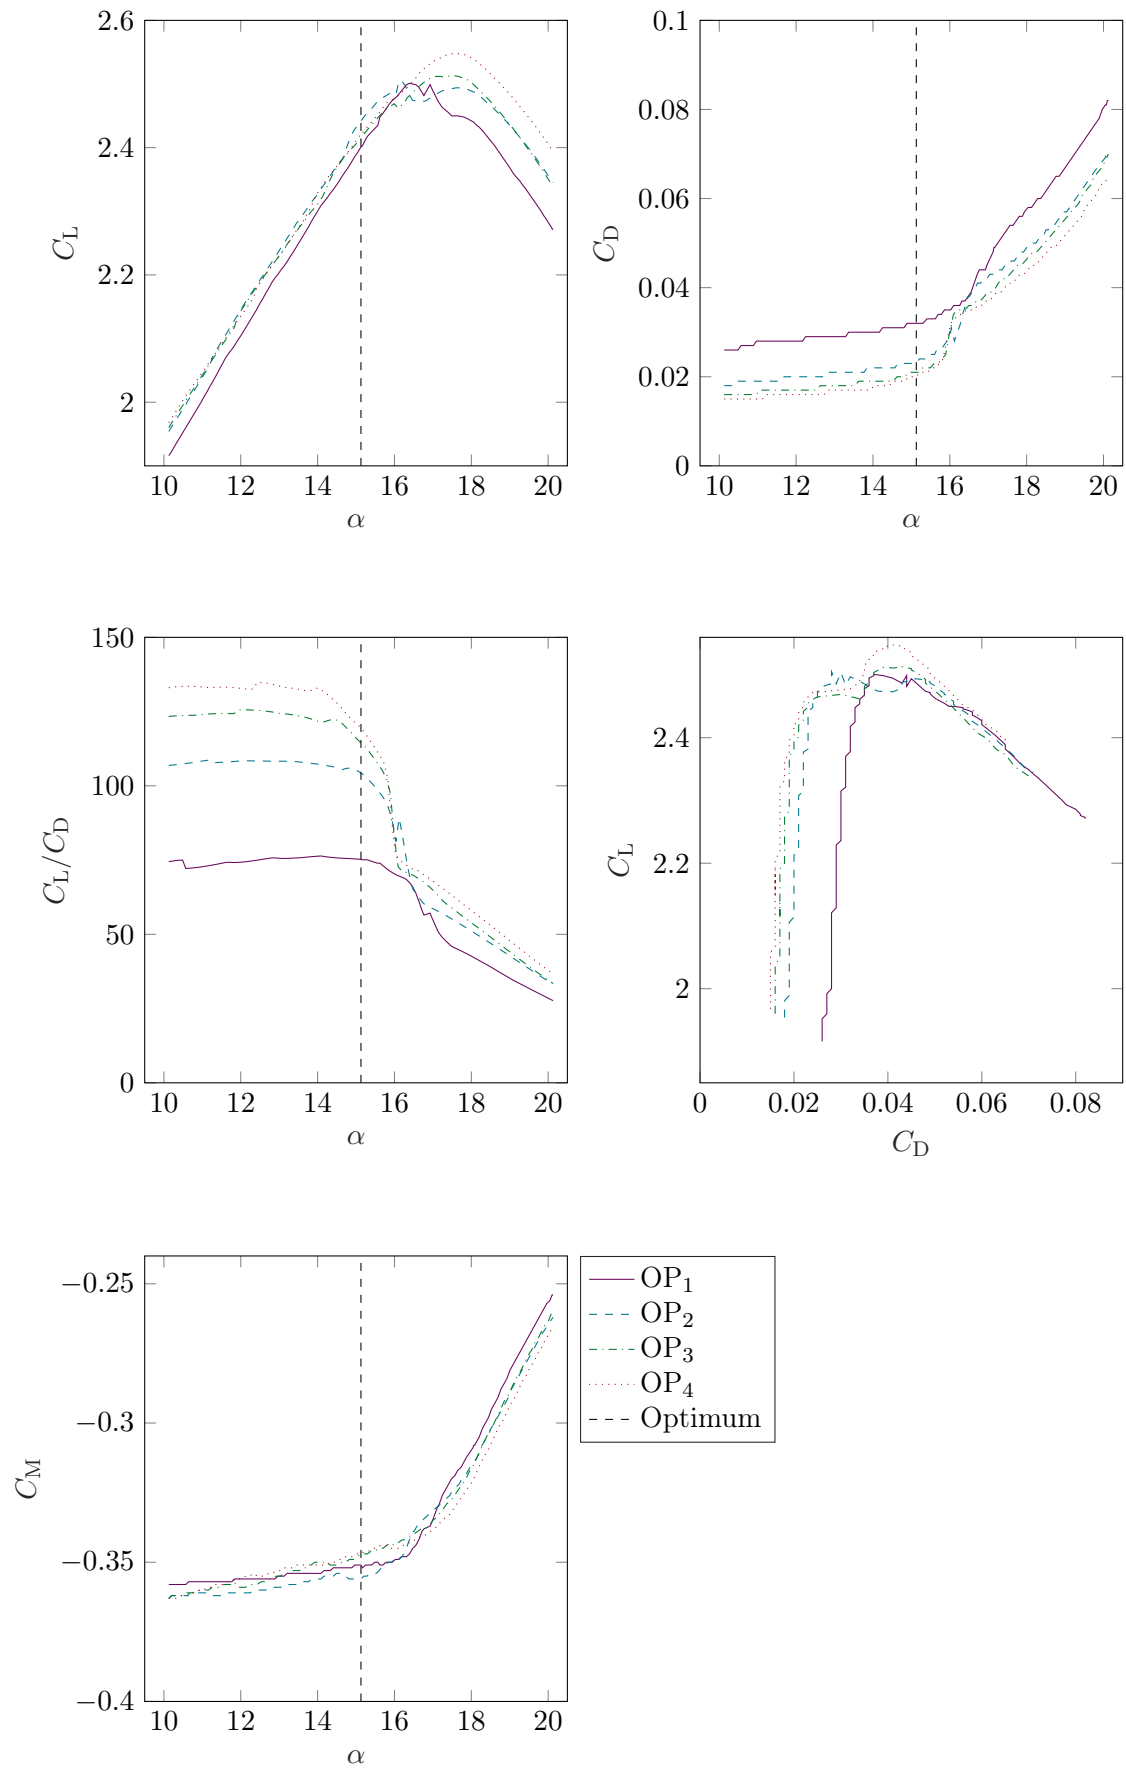 2.6
2.4
2.2
2
C_L
10 12 14 16 18 20
α
0.1
0.08
0.06
0.04
0.02
0
C_D
10 12 14 16 18 20
α
150
100
50
0
C_L/C_D
10 12 14 16 18 20
α
2.4
2.2
2
C_L
0 0.02 0.04 0.06 0.08
C_D
−0.25
−0.3
−0.35
−0.4
C_M
10 12 14 16 18 20
α
OP_1
OP_2
OP_3
OP_4
Optimum